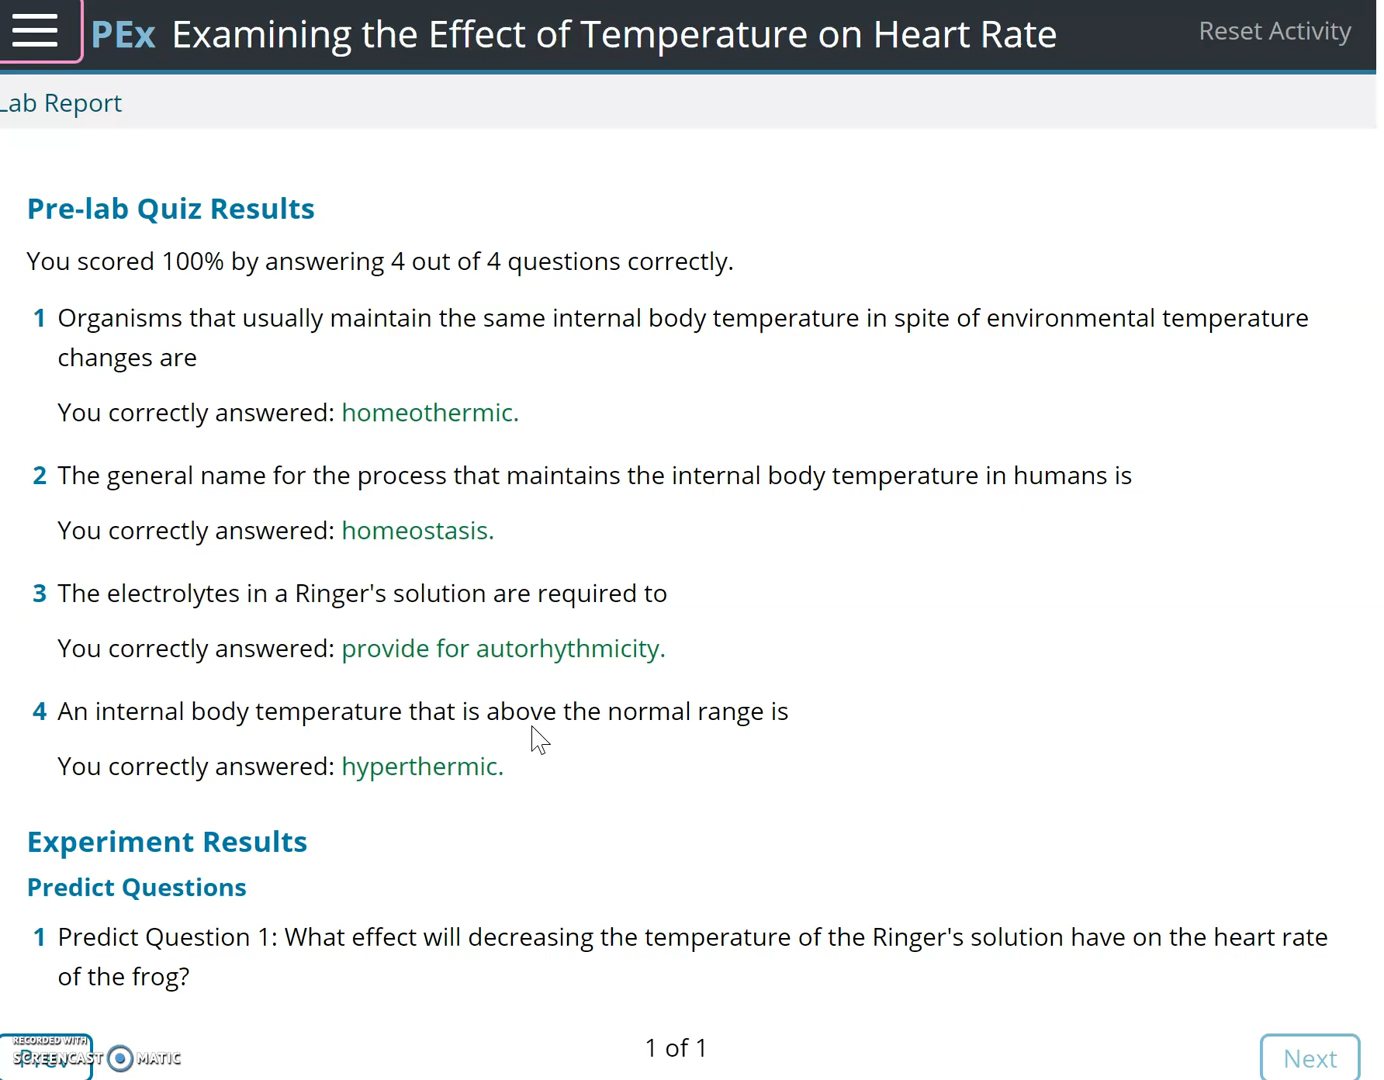 PEx Examining the Effect of Temperature on Heart Rate
Reset Activity
Lab Report
Pre-lab Quiz Results
You scored 100% by answering 4 out of 4 questions correctly.
1 Organisms that usually maintain the same internal body temperature in spite of environmental temperature
changes are
You correctly answered: homeothermic.
2 The general name for the process that maintains the internal body temperature in humans is
You correctly answered: homeostasis.
3 The electrolytes in a Ringer's solution are required to
You correctly answered: provide for autorhythmicity.
4 An internal body temperature that is above the normal range is
You correctly answered: hyperthermic.
Experiment Results
Predict Questions
1 Predict Question 1: What effect will decreasing the temperature of the Ringer's solution have on the heart rate
of the frog?
RECORDED WITH
SCREENCAST MATIC
Prev
1 of 1
Next